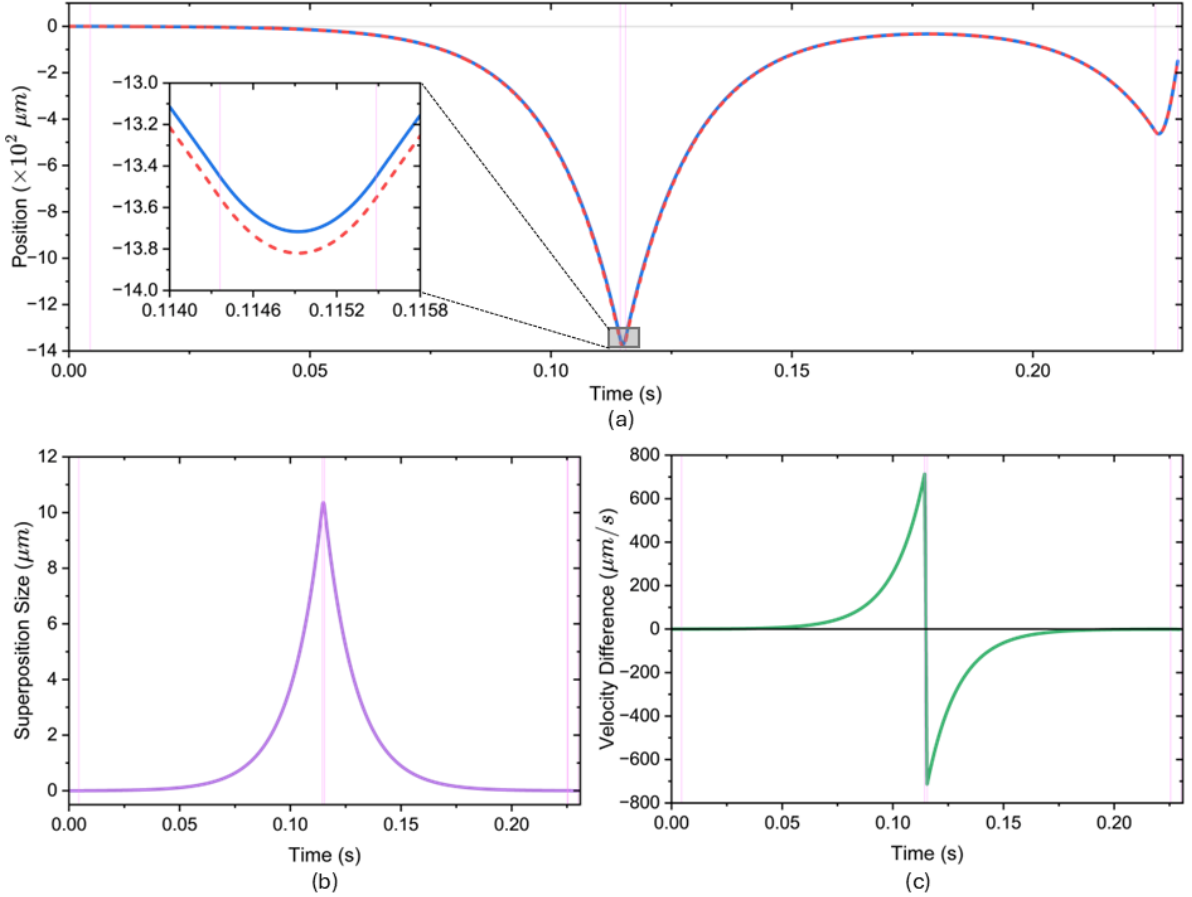 0
−2
−4
−6
−8
−10
−12
−14
Position (×10² μm)
−13.0
−13.2
−13.4
−13.6
−13.8
−14.0
0.1140 0.1146 0.1152 0.1158
0.00 0.05 0.10 0.15 0.20
Time (s)
(a)
12
10
8
6
4
2
0
Superposition Size (μm)
0.00 0.05 0.10 0.15 0.20
Time (s)
(b)
800
600
400
200
0
−200
−400
−600
−800
Velocity Difference (μm/s)
0.00 0.05 0.10 0.15 0.20
Time (s)
(c)